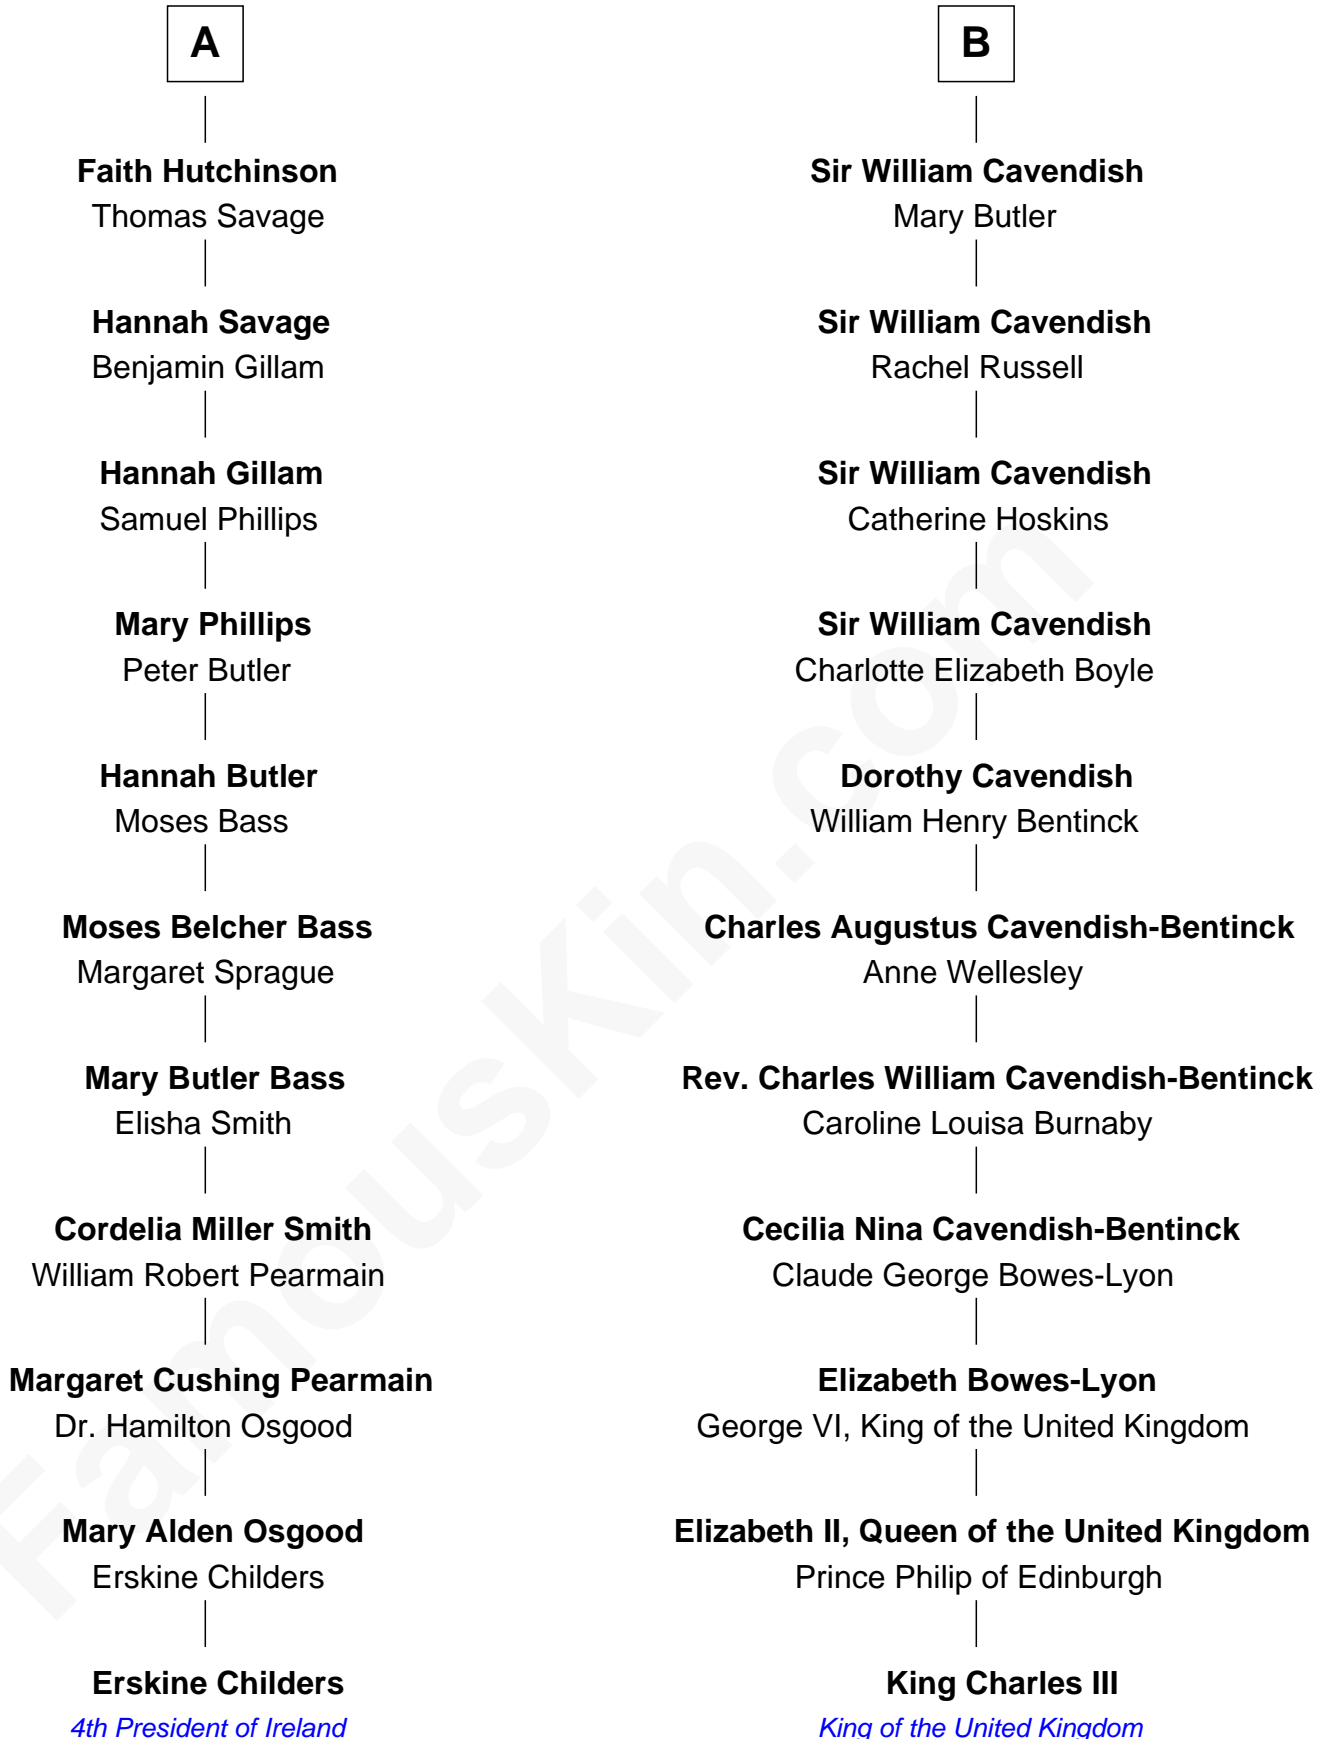 A
Faith Hutchinson
Thomas Savage
Hannah Savage
Benjamin Gillam
Hannah Gillam
Samuel Phillips
Mary Phillips
Peter Butler
Hannah Butler
Moses Bass
Moses Belcher Bass
Margaret Sprague
Mary Butler Bass
Elisha Smith
Cordelia Miller Smith
William Robert Pearmain
Margaret Cushing Pearmain
Dr. Hamilton Osgood
Mary Alden Osgood
Erskine Childers
Erskine Childers
4th President of Ireland
B
Sir William Cavendish
Mary Butler
Sir William Cavendish
Rachel Russell
Sir William Cavendish
Catherine Hoskins
Sir William Cavendish
Charlotte Elizabeth Boyle
Dorothy Cavendish
William Henry Bentinck
Charles Augustus Cavendish-Bentinck
Anne Wellesley
Rev. Charles William Cavendish-Bentinck
Caroline Louisa Burnaby
Cecilia Nina Cavendish-Bentinck
Claude George Bowes-Lyon
Elizabeth Bowes-Lyon
George VI, King of the United Kingdom
Elizabeth II, Queen of the United Kingdom
Prince Philip of Edinburgh
King Charles III
King of the United Kingdom
FamousKin.com